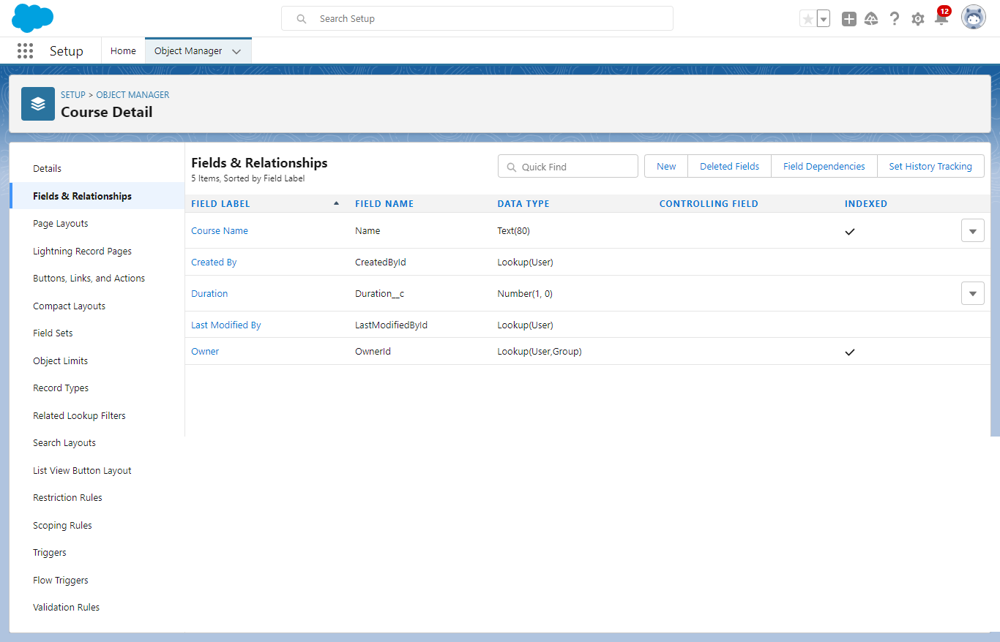 Search Setup
12
Setup
Home
Object Manager
SETUP > OBJECT MANAGER
Course Detail
Details
Fields & Relationships
Page Layouts
Lightning Record Pages
Buttons, Links, and Actions
Compact Layouts
Field Sets
Object Limits
Record Types
Related Lookup Filters
Search Layouts
List View Button Layout
Restriction Rules
Scoping Rules
Triggers
Flow Triggers
Validation Rules
Fields & Relationships
5 Items, Sorted by Field Label
Quick Find
New
Deleted Fields
Field Dependencies
Set History Tracking
FIELD LABEL FIELD NAME DATA TYPE CONTROLLING FIELD INDEXED
Course Name Name Text(80)
Created By CreatedById Lookup(User)
Duration Duration__c Number(1, 0)
Last Modified By LastModifiedById Lookup(User)
Owner OwnerId Lookup(User,Group)